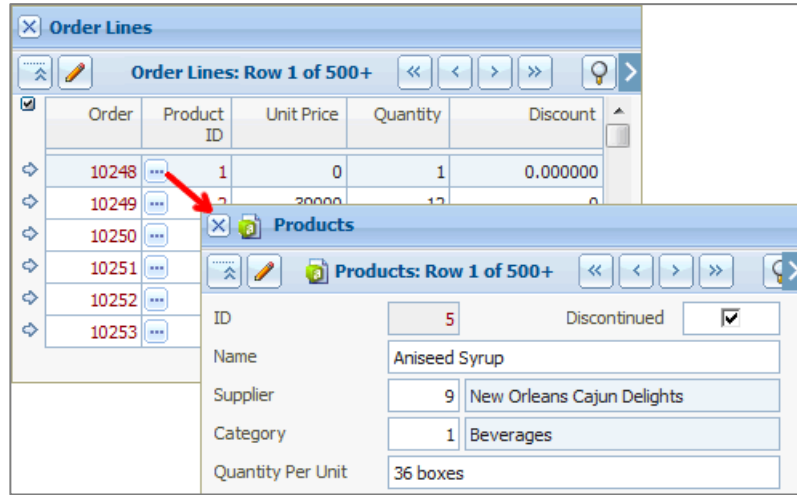 Order Lines
Order Lines: Row 1 of 500+
Order Product ID Unit Price Quantity Discount
10248 ... 1 0 1 0.000000
10249 ... 2 30000 12 0
10250 ...
10251 ...
10252 ...
10253 ...
Products
Products: Row 1 of 500+
ID 5 Discontinued
Name Aniseed Syrup
Supplier 9 New Orleans Cajun Delights
Category 1 Beverages
Quantity Per Unit 36 boxes